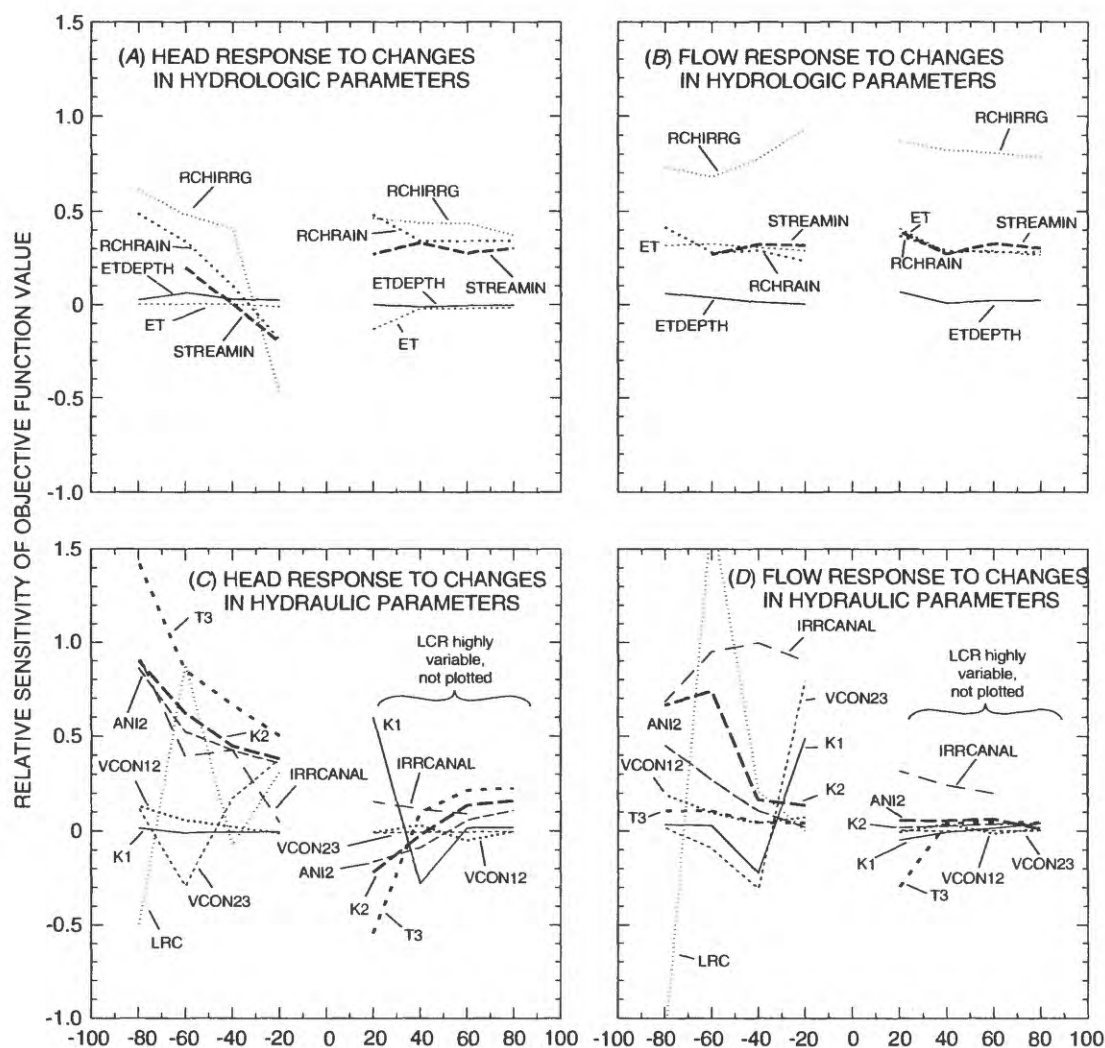 RELATIVE SENSITIVITY OF OBJECTIVE FUNCTION VALUE
1.5
1.0
0.5
0
-0.5
-1.0
(A) HEAD RESPONSE TO CHANGES
IN HYDROLOGIC PARAMETERS
RCHIRRG
RCHRAIN
ETDEPTH
ET
STREAMIN
RCHIRRG
RCHRAIN
ETDEPTH
STREAMIN
ET
(B) FLOW RESPONSE TO CHANGES
IN HYDROLOGIC PARAMETERS
RCHIRRG
RCHIRRG
ET
STREAMIN
RCHRAIN
ETDEPTH
ET
STREAMIN
RCHRAIN
ETDEPTH
1.5
1.0
0.5
0
-0.5
-1.0
(C) HEAD RESPONSE TO CHANGES
IN HYDRAULIC PARAMETERS
T3
LCR highly
variable,
not plotted
ANI2
K2
K1
VCON12
IRRCANAL
IRRCANAL
K1
VCON23
VCON23
ANI2
VCON12
K2
LRC
T3
-100 -80 -60 -40 -20 0 20 40 60 80 100
(D) FLOW RESPONSE TO CHANGES
IN HYDRAULIC PARAMETERS
IRRCANAL
LCR highly
variable,
not plotted
VCON23
ANI2
K1
IRRCANAL
VCON12
K2
ANI2
T3
K2
K1
VCON12
VCON23
T3
LRC
-100 -80 -60 -40 -20 0 20 40 60 80 100